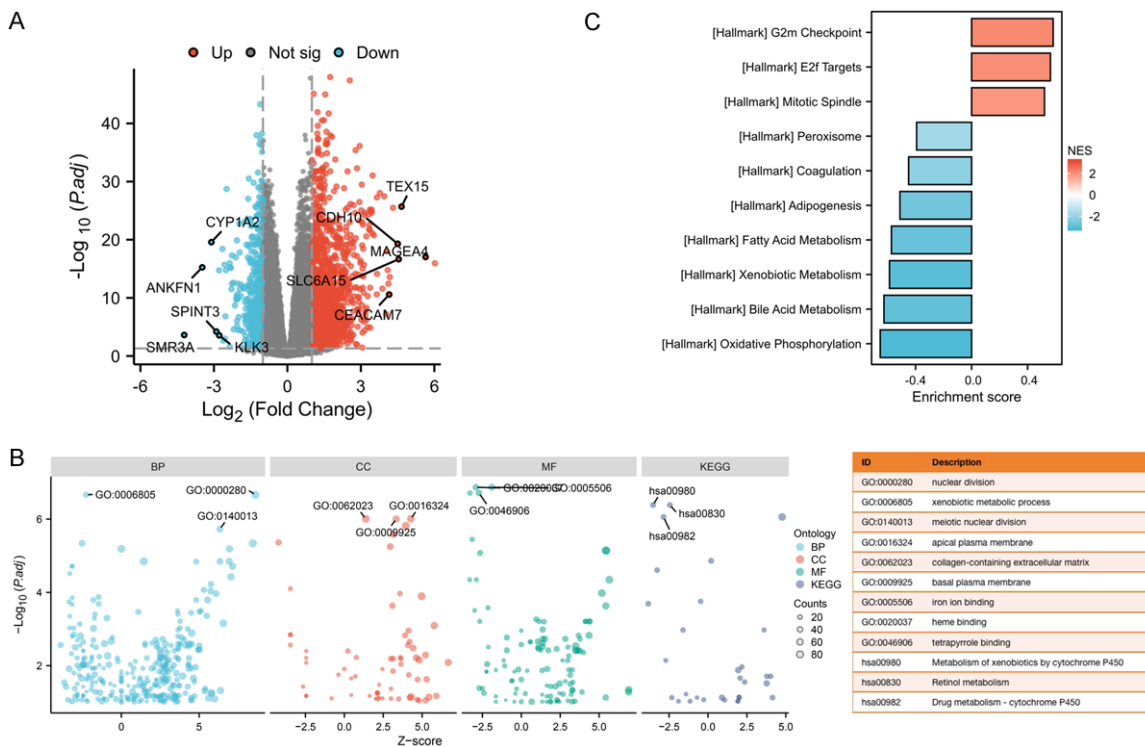 A
Up Not sig Down
-Log10 (P.adj)
40
30
20
10
0
TEX15
CDH10
CYP1A2
MAGEA4
SLC6A15
ANKFN1
CEACAM7
SPINT3
SMR3A
KLK3
-6 -3 0 3 6
Log2 (Fold Change)
C
[Hallmark] G2m Checkpoint
[Hallmark] E2f Targets
[Hallmark] Mitotic Spindle
[Hallmark] Peroxisome
[Hallmark] Coagulation
[Hallmark] Adipogenesis
[Hallmark] Fatty Acid Metabolism
[Hallmark] Xenobiotic Metabolism
[Hallmark] Bile Acid Metabolism
[Hallmark] Oxidative Phosphorylation
-0.4 0.0 0.4
Enrichment score
NES
2
0
-2
B
BP CC MF KEGG
-Log10 (P.adj)
6
4
2
GO:0006805
GO:0000280
GO:0140013
GO:0062023
GO:0016324
GO:0009925
GO:0020037
GO:0005506
GO:0046906
hsa00980
hsa00830
hsa00982
0 5
−2.5 0.0 2.5 5.0
−2.5 0.0 2.5 5.0
−2.5 0.0 2.5 5.0
Z−score
Ontology
BP
CC
MF
KEGG
Counts
20
40
60
80
ID Description
GO:0000280 nuclear division
GO:0006805 xenobiotic metabolic process
GO:0140013 meiotic nuclear division
GO:0016324 apical plasma membrane
GO:0062023 collagen-containing extracellular matrix
GO:0009925 basal plasma membrane
GO:0005506 iron ion binding
GO:0020037 heme binding
GO:0046906 tetrapyrrole binding
hsa00980 Metabolism of xenobiotics by cytochrome P450
hsa00830 Retinol metabolism
hsa00982 Drug metabolism - cytochrome P450